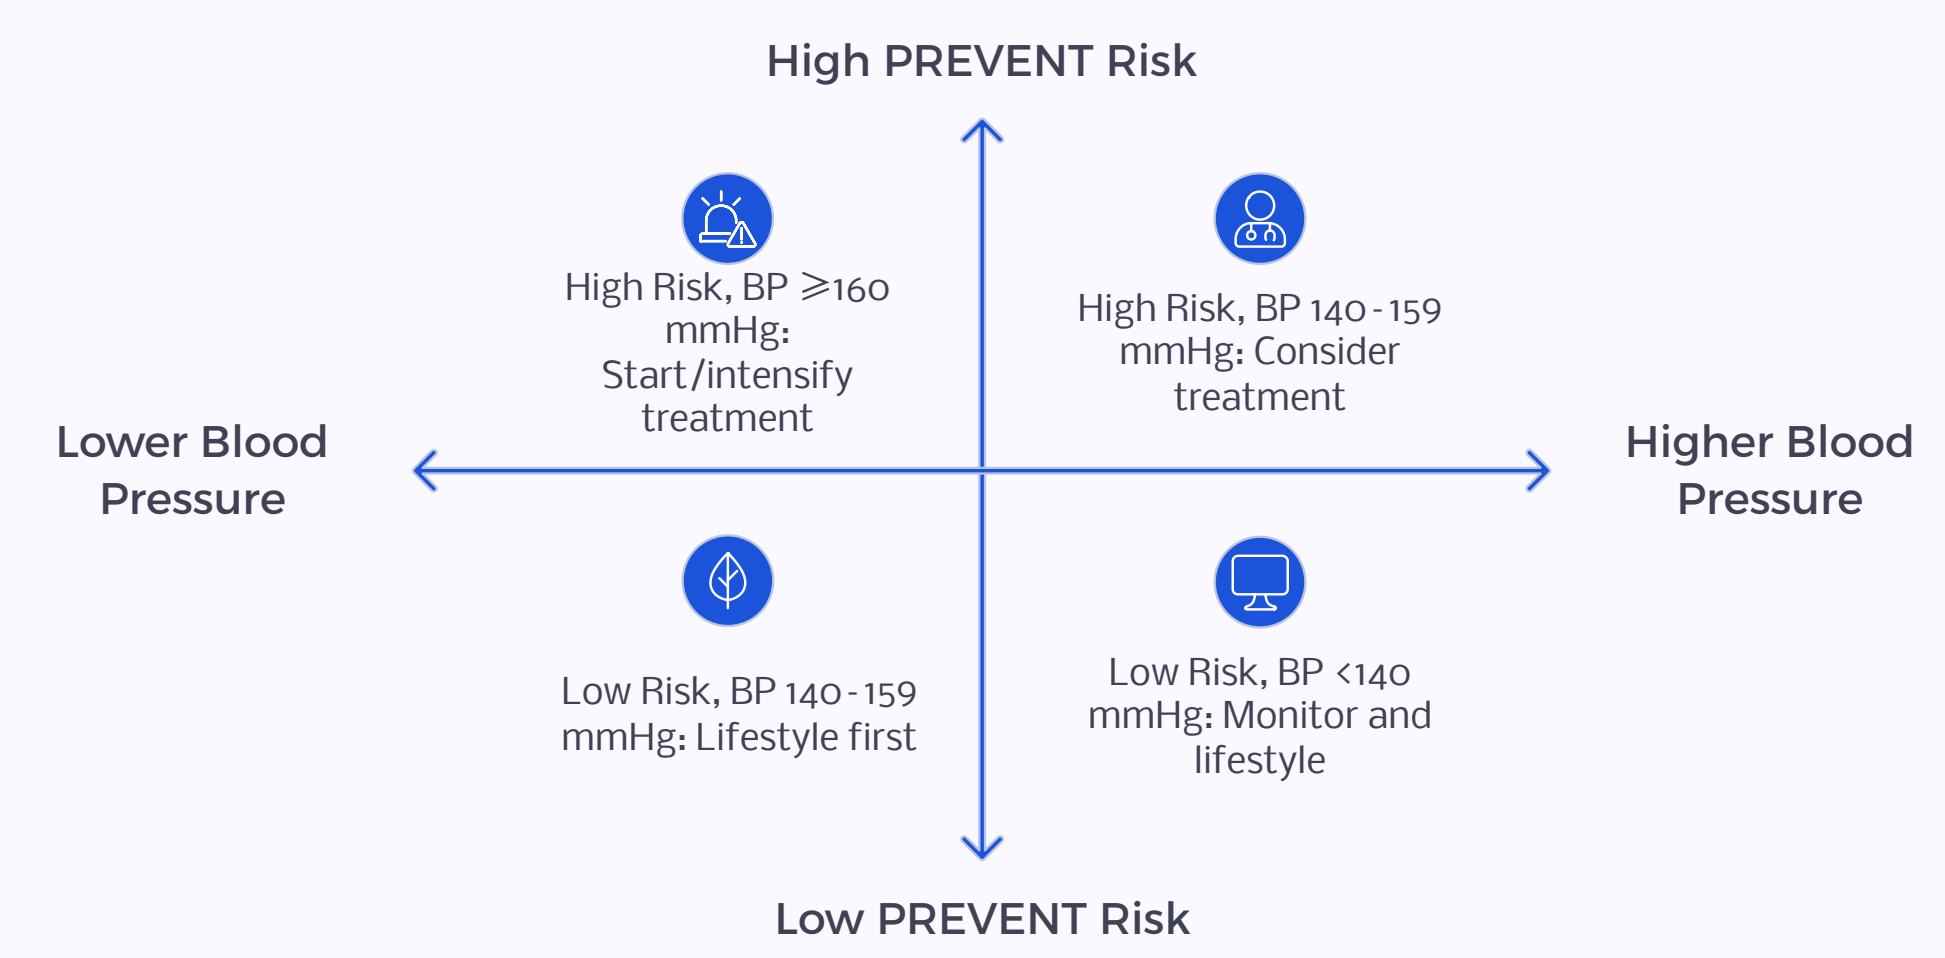 High PREVENT Risk
High Risk, BP ⩾160
mmHg:
Start/intensify
treatment
High Risk, BP 140-159
mmHg: Consider
treatment
Lower Blood
Pressure
Higher Blood
Pressure
Low Risk, BP 140-159
mmHg: Lifestyle first
Low Risk, BP <140
mmHg: Monitor and
lifestyle
Low PREVENT Risk